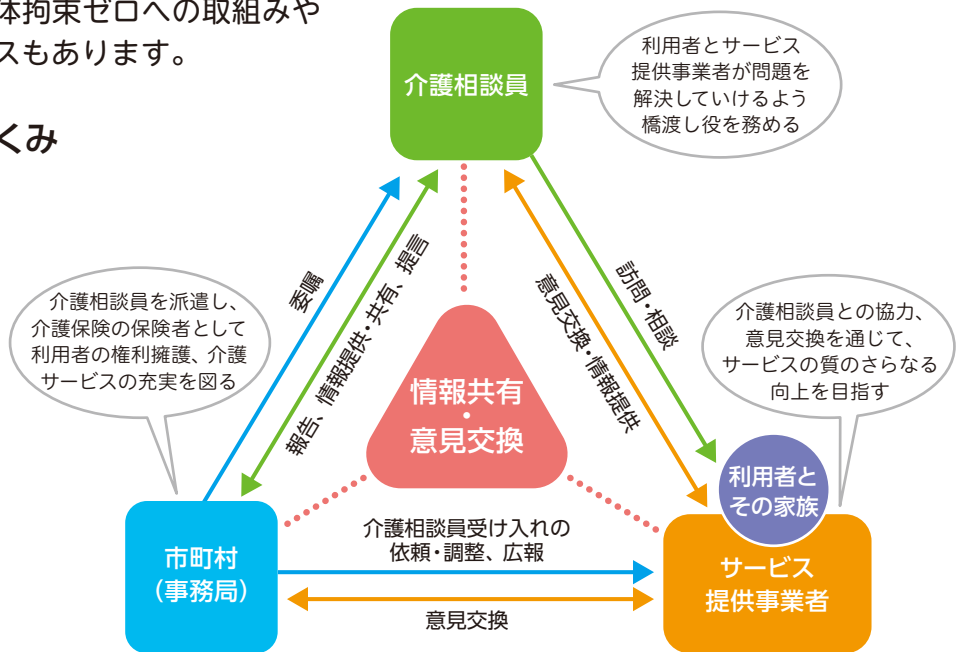 体拘束ゼロへの取組みや
スもあります。
くみ
介護相談員
利用者とサービス
提供事業者が問題を
解決していけるよう
橋渡し役を務める
委嘱
報告、情報提供・共有、提言
訪問・相談
意見交換・情報提供
介護相談員を派遣し、
介護保険の保険者として
利用者の権利擁護、介護
サービスの充実を図る
介護相談員との協力、
意見交換を通じて、
サービスの質のさらなる
向上を目指す
情報共有
・
意見交換
利用者と
その家族
市町村
（事務局）
介護相談員受け入れの
依頼・調整、広報
意見交換
サービス
提供事業者